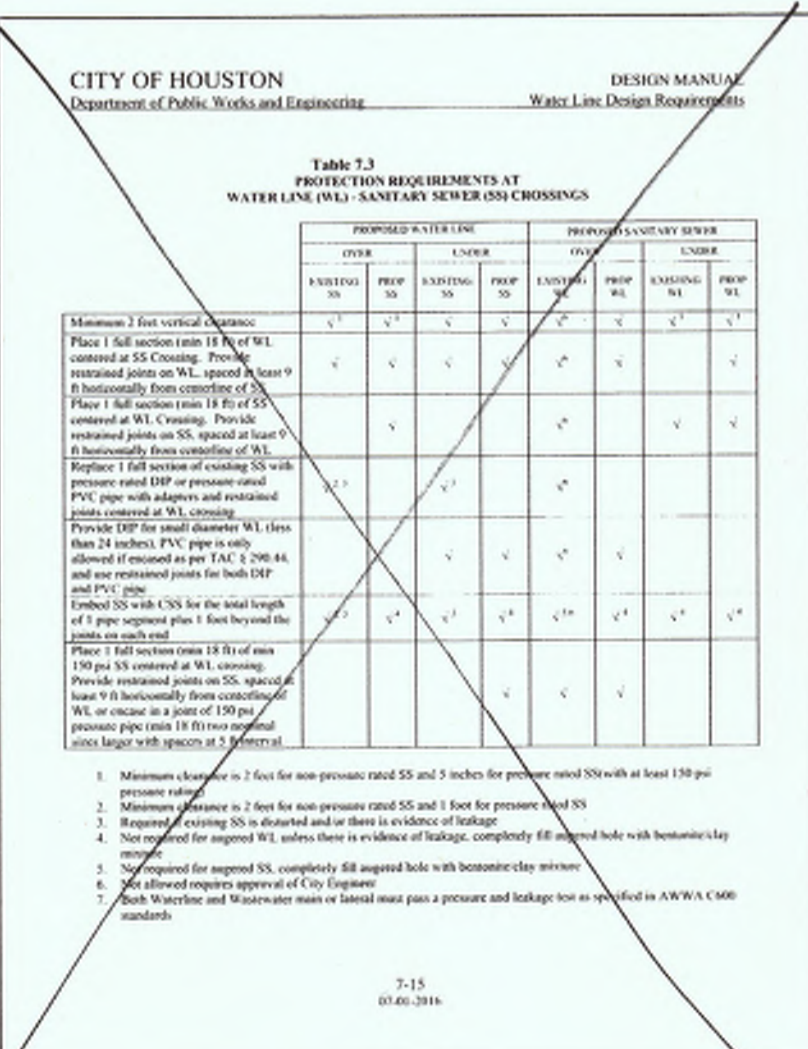 CITY OF HOUSTON
DESIGN MANUAL
Department of Public Works and Engineering
Water Line Design Requirements
Table 7.3
PROTECTION REQUIREMENTS AT
WATER LINE (WL) - SANITARY SEWER (SS) CROSSINGS
PROPOSED WATER LINE PROPOSED SANITARY SEWER
OVER UNDER OVER UNDER
EXISTING SS PROP SS EXISTING SS PROP SS EXISTING WL PROP WL EXISTING WL PROP WL
Minimum 2 feet vertical clearance
Place 1 full section (min 18 ft) of WL
centered at SS Crossing. Provide
restrained joints on WL, spaced at least 9
ft horizontally from centerline of SS
Place 1 full section (min 18 ft) of SS
centered at WL Crossing. Provide
restrained joints on SS, spaced at least 9
ft horizontally from centerline of WL
Replace 1 full section of existing SS with
pressure rated DIP or pressure rated
PVC pipe with adapters and restrained
joints centered at WL crossing
Provide DIP for small diameter WL (less
than 24 inches), PVC pipe is only
allowed if encased as per TAC § 290.44,
and use restrained joints for both DIP
and PVC pipe
Embed SS with CSS for the total length
of 1 pipe segment plus 1 foot beyond the
joints on each end
Place 1 full section (min 18 ft) of min
150 psi SS centered at WL crossing.
Provide restrained joints on SS, spaced at
least 9 ft horizontally from centerline of
WL or encase in a joint of 150 psi
pressure pipe (min 18 ft) two nominal
sizes larger with spacers at 5 ft interval
1. Minimum clearance is 2 feet for non-pressure rated SS and 5 inches for pressure rated SS(with at least 150 psi
pressure rating)
2. Minimum clearance is 2 feet for non-pressure rated SS and 1 foot for pressure rated SS
3. Required if existing SS is disturbed and/or there is evidence of leakage
4. Not required for augered WL unless there is evidence of leakage, completely fill augered hole with bentonite/clay
mixture
5. Not required for augered SS, completely fill augered hole with bentonite/clay mixture
6. Not allowed requires approval of City Engineer
7. Both Waterline and Wastewater main or lateral must pass a pressure and leakage test as specified in AWWA C600
standards
7-15
07-01-2016